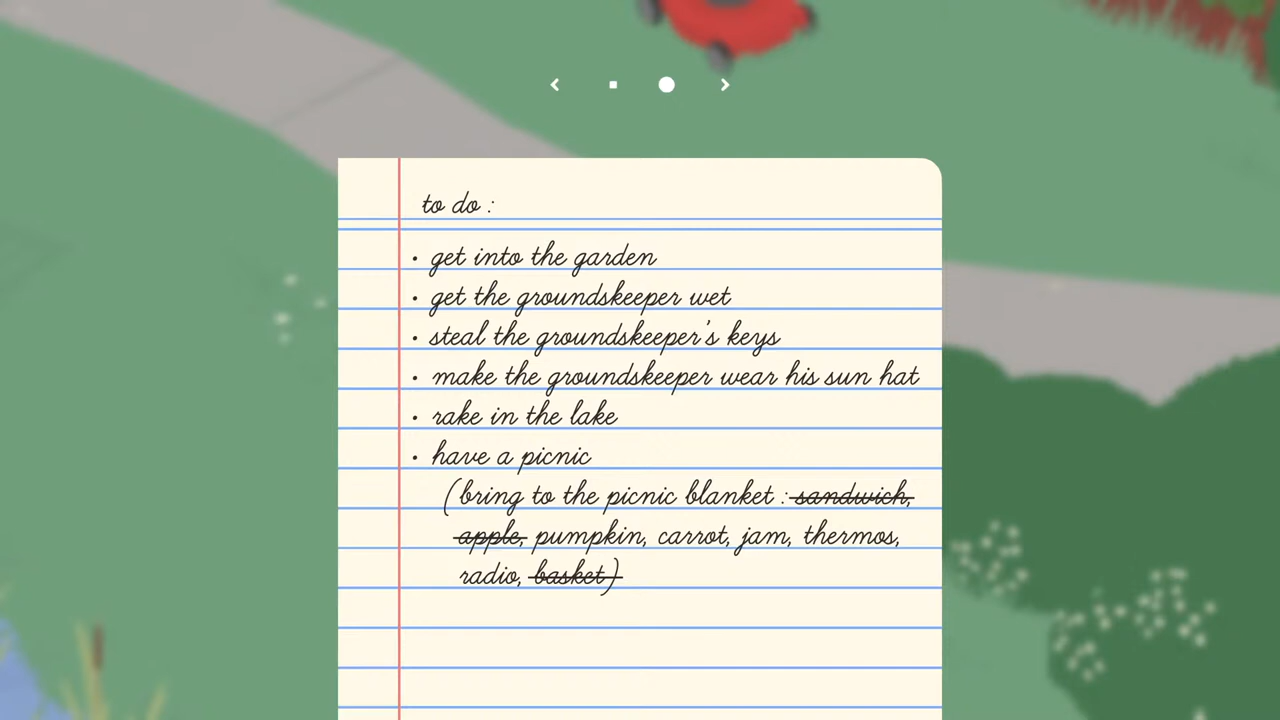 to do :
• get into the garden
• get the groundskeeper wet
• steal the groundskeeper's keys
• make the groundskeeper wear his sun hat
• rake in the lake
• have a picnic
(bring to the picnic blanket : sandwich,
apple, pumpkin, carrot, jam, thermos,
radio, basket)